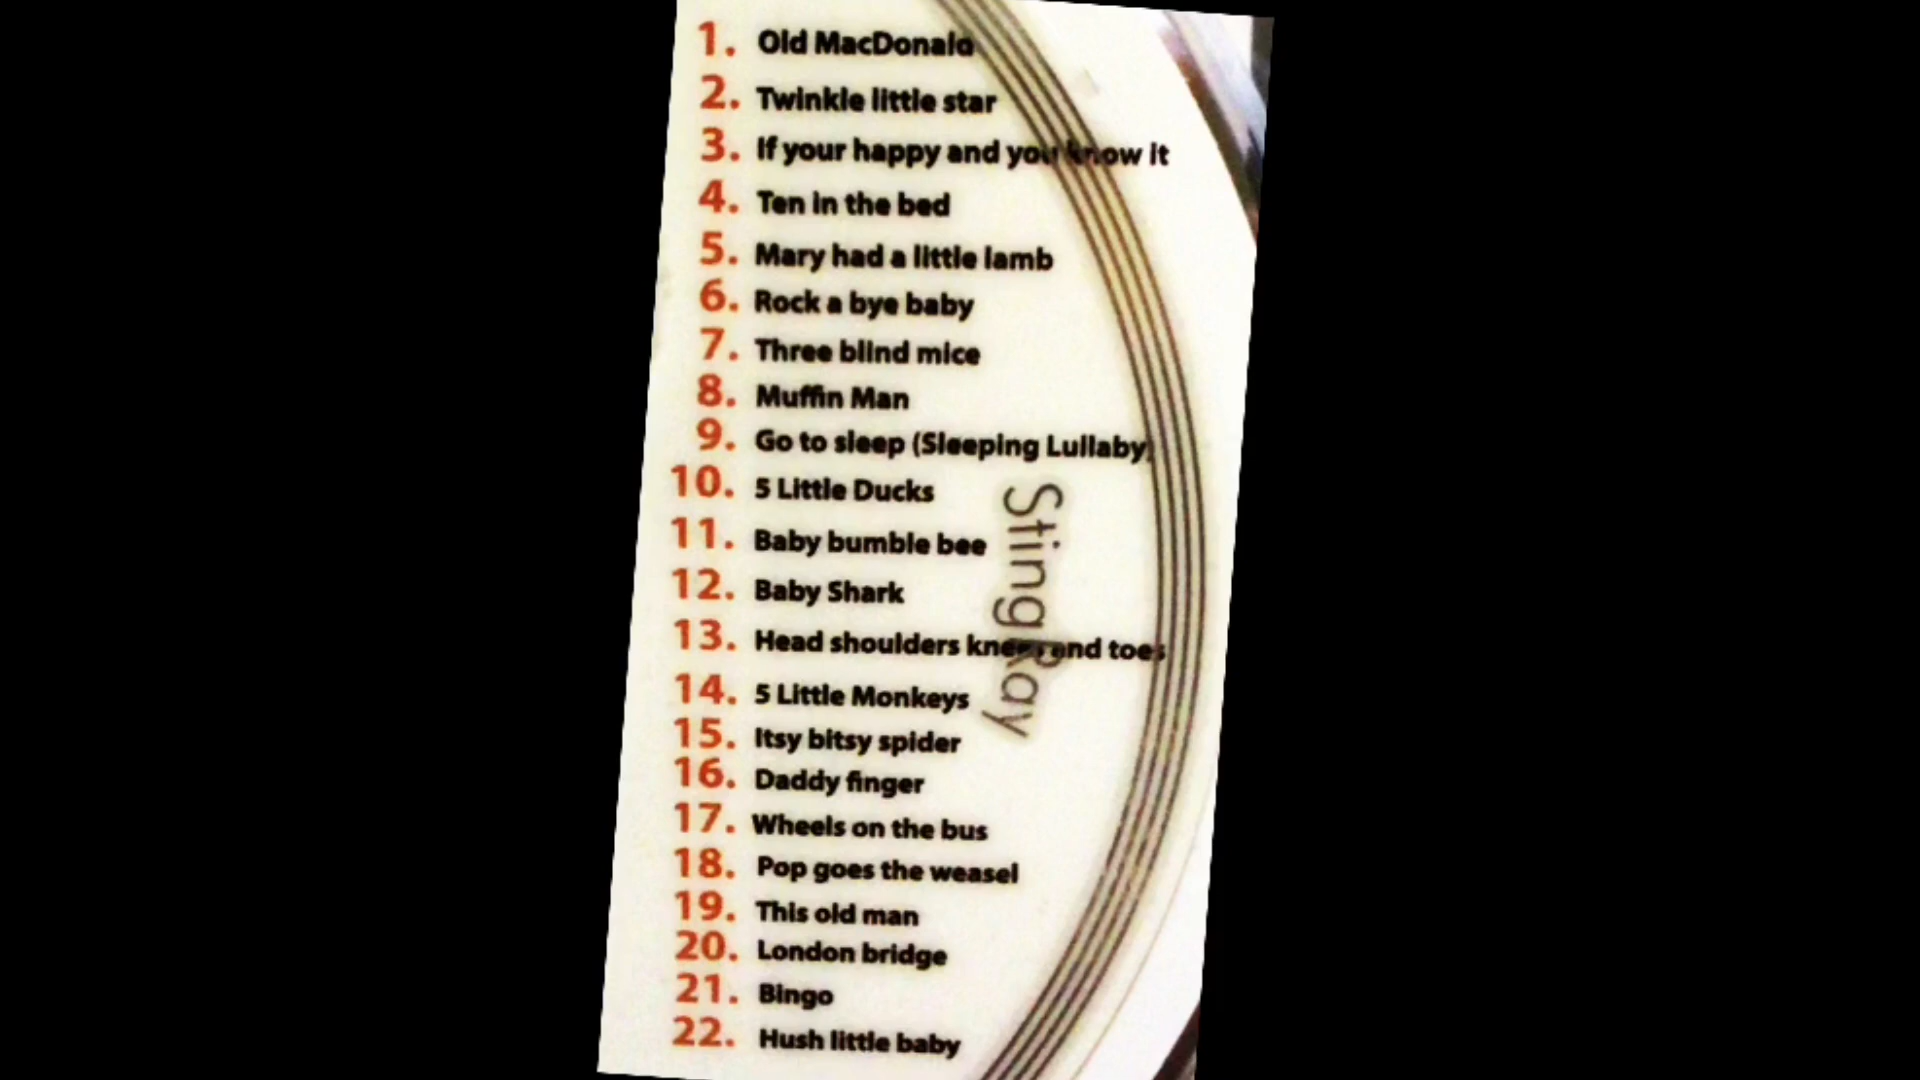 1. Old MacDonald
2. Twinkle little star
3. If your happy and you know it
4. Ten in the bed
5. Mary had a little lamb
6. Rock a bye baby
7. Three blind mice
8. Muffin Man
9. Go to sleep (Sleeping Lullaby)
10. 5 Little Ducks
11. Baby bumble bee
12. Baby Shark
13. Head shoulders knees and toes
14. 5 Little Monkeys
15. Itsy bitsy spider
16. Daddy finger
17. Wheels on the bus
18. Pop goes the weasel
19. This old man
20. London bridge
21. Bingo
22. Hush little baby
Sting Ray